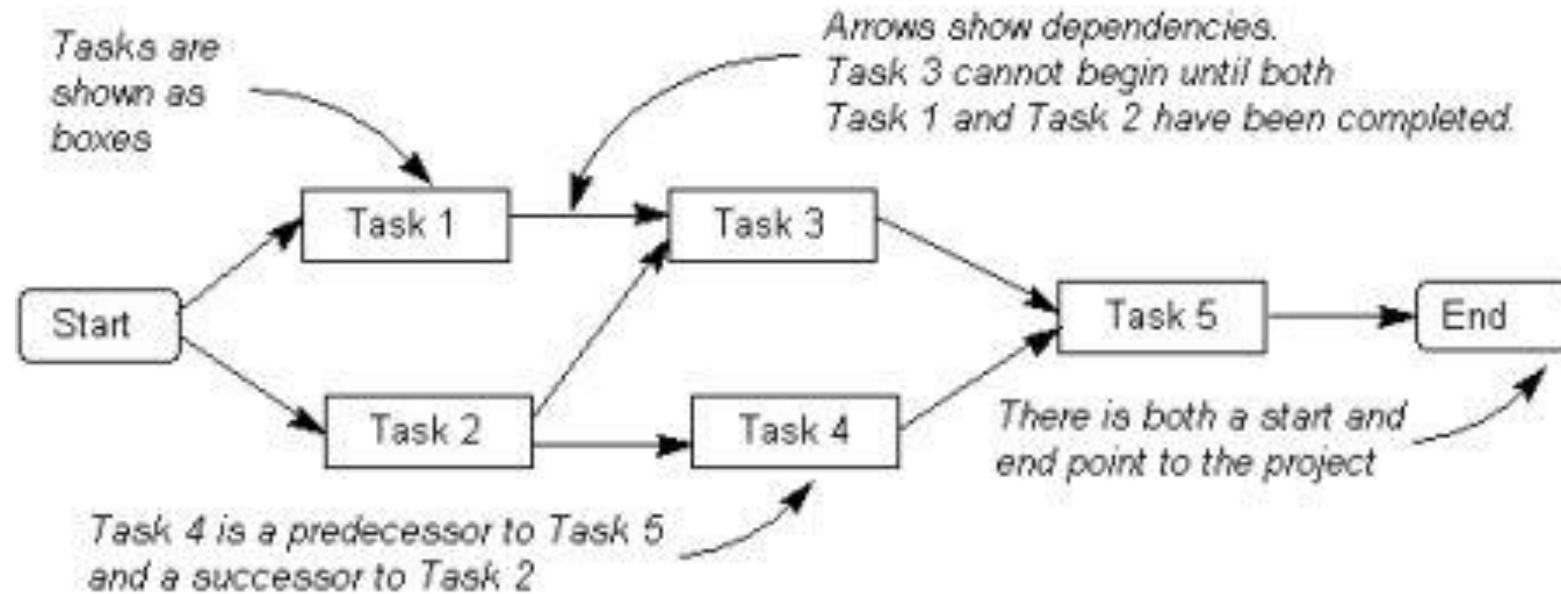 Tasks are
shown as
boxes
Arrows show dependencies.
Task 3 cannot begin until both
Task 1 and Task 2 have been completed.
Task 1
Task 3
Start
Task 5
End
Task 2
Task 4
There is both a start and
end point to the project
Task 4 is a predecessor to Task 5
and a successor to Task 2